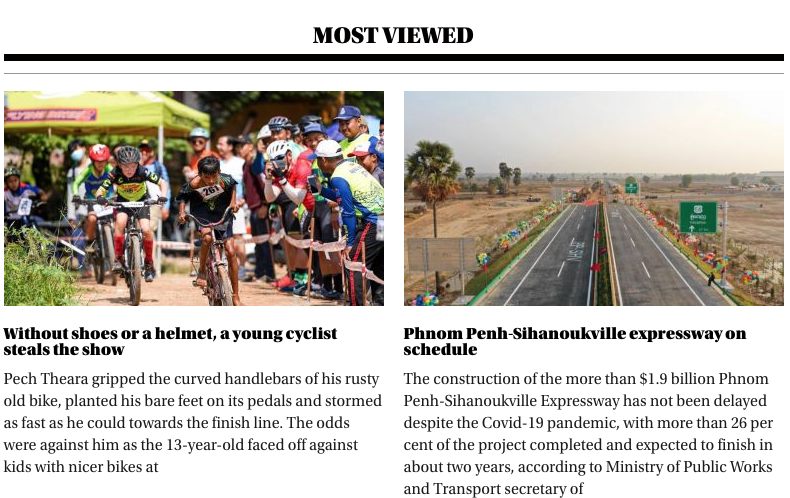 MOST VIEWED
261
Without shoes or a helmet, a young cyclist
steals the show
Pech Theara gripped the curved handlebars of his rusty
old bike, planted his bare feet on its pedals and stormed
as fast as he could towards the finish line. The odds
were against him as the 13-year-old faced off against
kids with nicer bikes at
Phnom Penh-Sihanoukville expressway on
schedule
The construction of the more than $1.9 billion Phnom
Penh-Sihanoukville Expressway has not been delayed
despite the Covid-19 pandemic, with more than 26 per
cent of the project completed and expected to finish in
about two years, according to Ministry of Public Works
and Transport secretary of